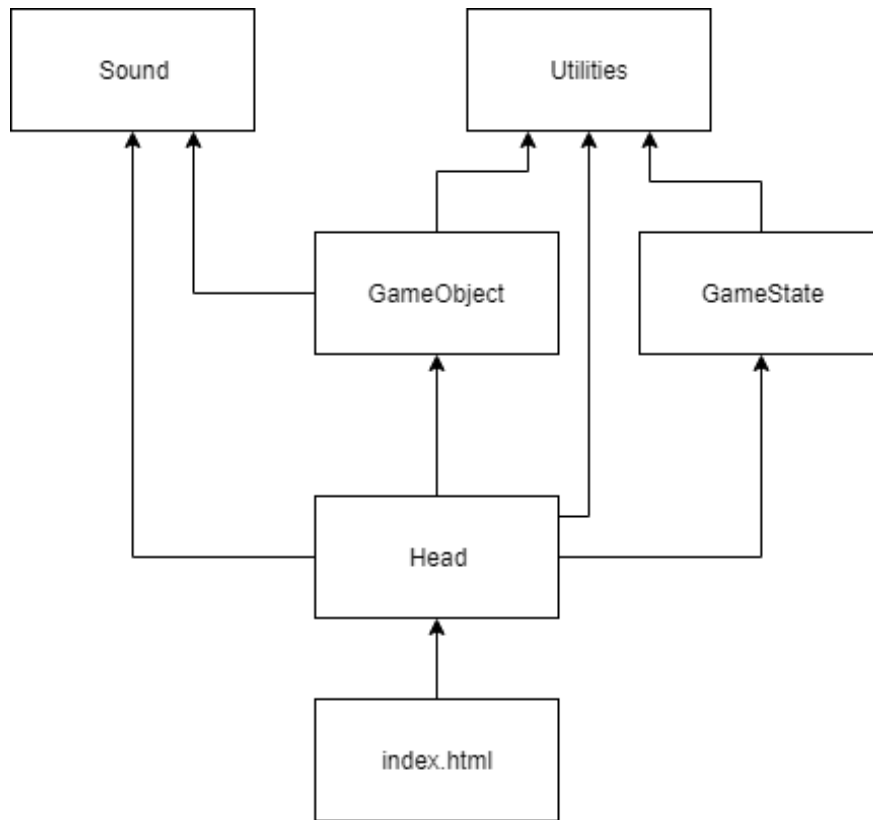 Sound
Utilities
GameObject
GameState
Head
index.html